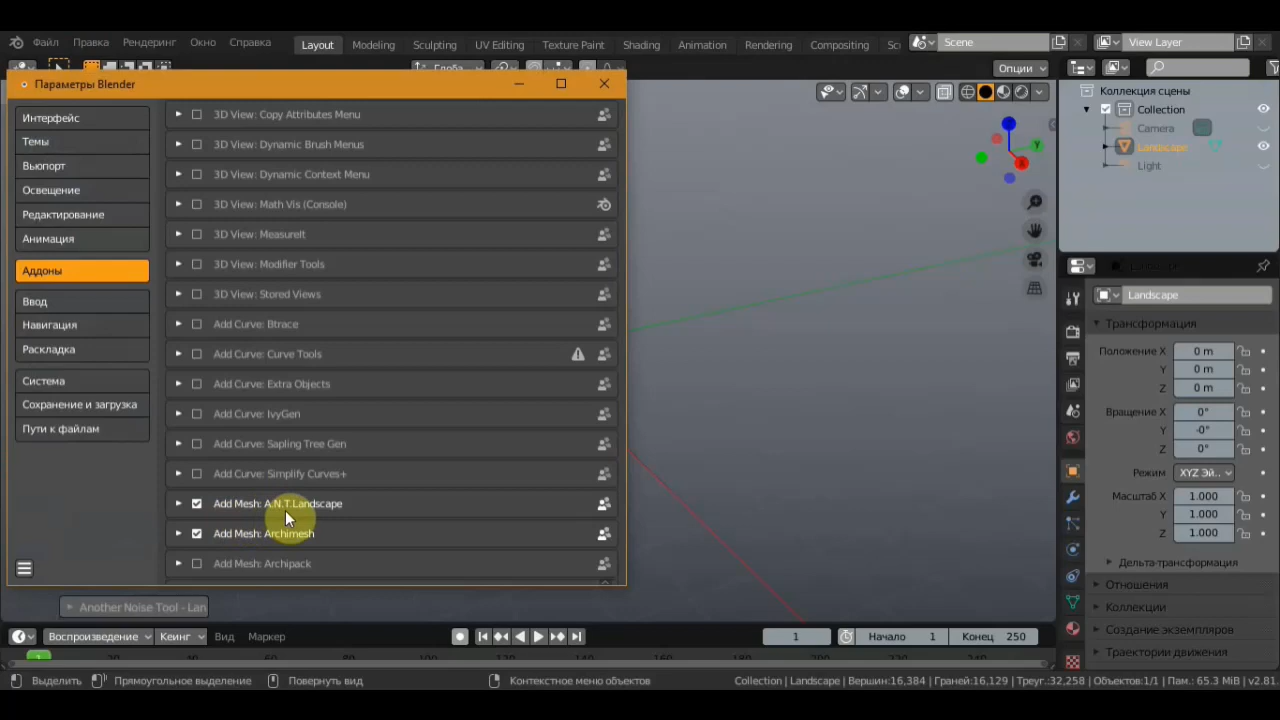 Файл Правка Рендеринг Окно Справка Layout Modeling Sculpting UV Editing Texture Paint Shading Animation Rendering Compositing Sc Scene View Layer
Опции
Параметры Blender
Интерфейс
Темы
Вьюпорт
Освещение
Редактирование
Анимация
Аддоны
Ввод
Навигация
Раскладка
Система
Сохранение и загрузка
Пути к файлам
3D View: Copy Attributes Menu
3D View: Dynamic Brush Menus
3D View: Dynamic Context Menu
3D View: Math Vis (Console)
3D View: MeasureIt
3D View: Modifier Tools
3D View: Stored Views
Add Curve: Btrace
Add Curve: Curve Tools
Add Curve: Extra Objects
Add Curve: IvyGen
Add Curve: Sapling Tree Gen
Add Curve: Simplify Curves+
Add Mesh: A.N.T.Landscape
Add Mesh: Archimesh
Add Mesh: Archipack
Y
Коллекция сцены
Collection
Camera
Landscape
Light
Landscape
Трансформация
Положение X 0 m
Y 0 m
Z 0 m
Вращение X 0°
Y -0°
Z 0°
Режим XYZ Эй..
Масштаб X 1.000
Y 1.000
Z 1.000
Дельта-трансформация
Отношения
Коллекции
Создание экземпляров
Траектории движения
Another Noise Tool - Lan
Воспроизведение Кеинг Вид Маркер 1 Начало 1 Конец 250
Выделить Прямоугольное выделение Повернуть вид Контекстное меню объектов Collection | Landscape | Вершин:16,384 | Граней:16,129 | Треуг.:32,258 | Объектов:1/1 | Пам.: 65.3 MiB | v2.81.